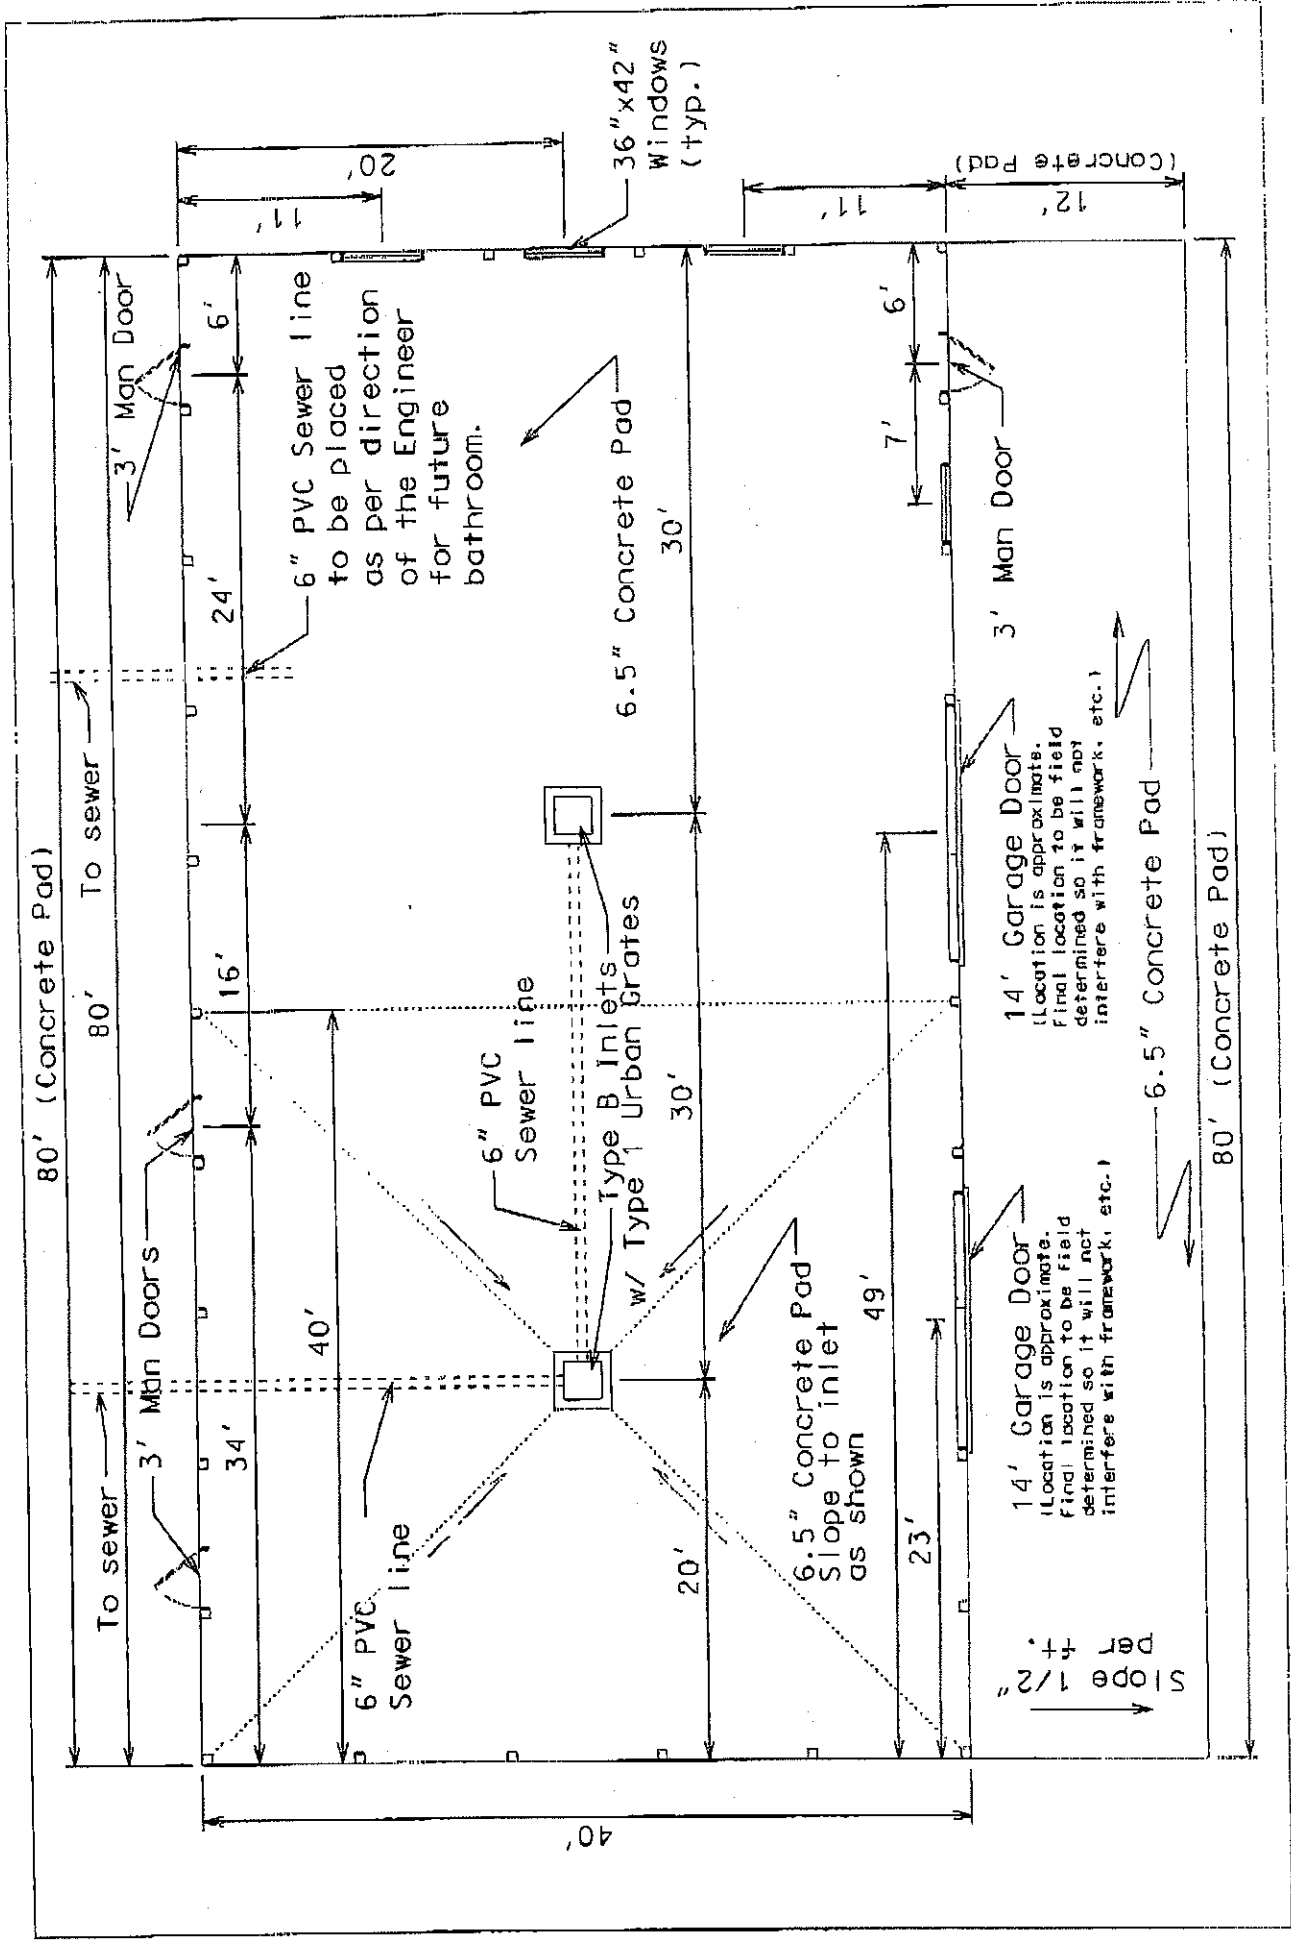 80' (Concrete Pad)
80'
To sewer
To sewer
3' Man Door
3' Man Doors
6'
24'
16'
34'
40'
11'
20'
36"x42"
Windows
(typ.)
6" PVC Sewer line
to be placed
as per direction
of the Engineer
for future
bathroom.
6" PVC
Sewer line
6" PVC
Sewer line
Type B Inlets
w/ Type 1 Urban Grates
6.5" Concrete Pad
30'
30'
20'
6.5" Concrete Pad
Slope to inlet
as shown
49'
23'
40'
11'
12'
(Concrete Pad)
6'
7'
3' Man Door
14' Garage Door
(Location is approximate.
Final location to be field
determined so it will not
interfere with framework, etc.)
14' Garage Door
(Location is approximate.
Final location to be field
determined so it will not
interfere with framework, etc.)
6.5" Concrete Pad
Slope 1/2"
per ft.
80' (Concrete Pad)